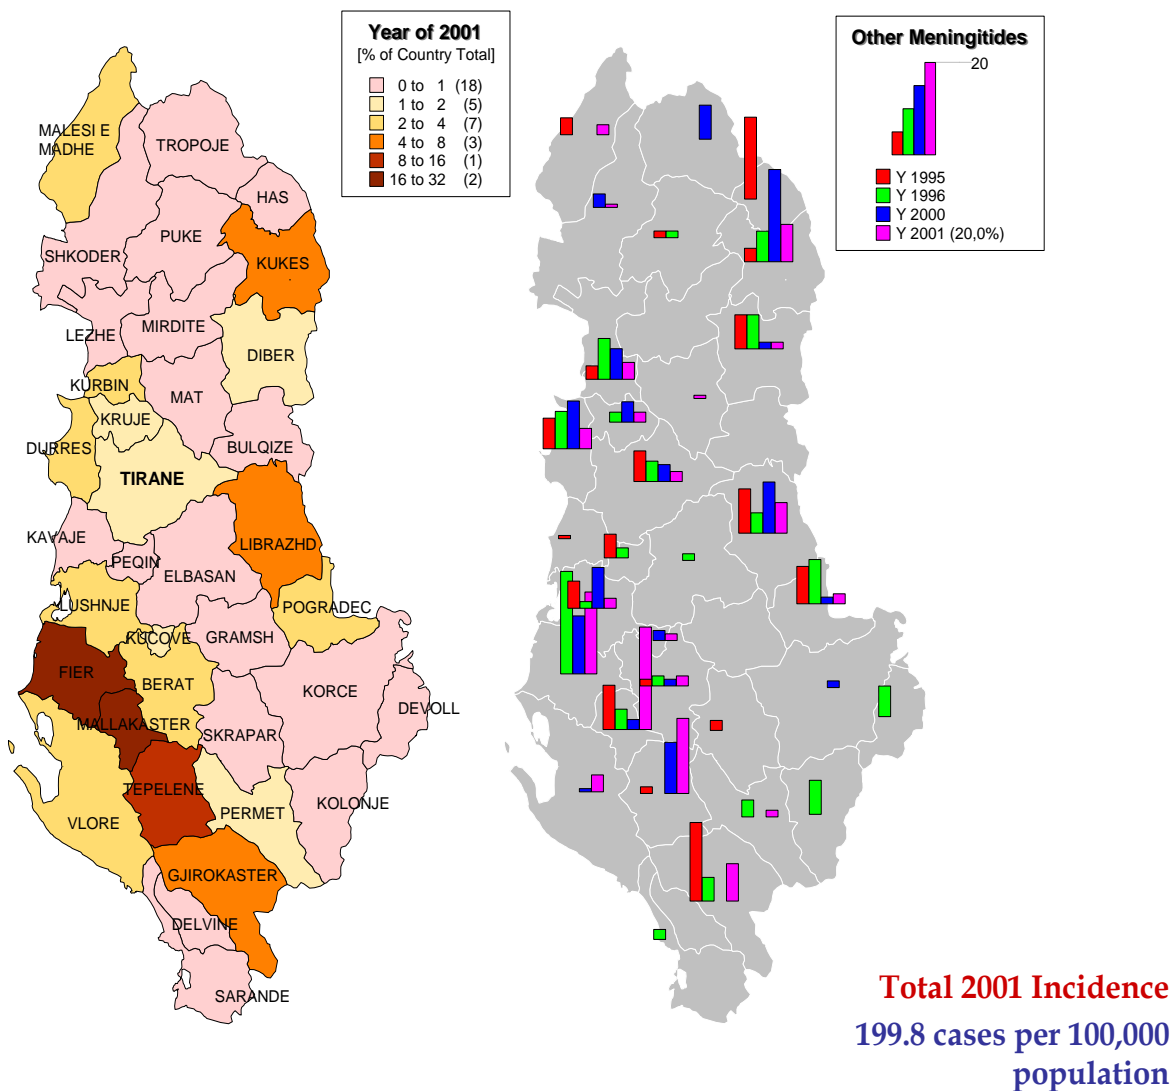 Year of 2001
[% of Country Total]
0 to 1 (18)
1 to 2 (5)
2 to 4 (7)
4 to 8 (3)
8 to 16 (1)
16 to 32 (2)
MALESI E
MADHE
TROPOJE
HAS
PUKE
SHKODER
KUKES
MIRDITE
LEZHE
DIBER
KURBIN
MAT
KRUJE
DURRES
BULQIZE
TIRANE
KAVAJE
LIBRAZHD
PEQIN
ELBASAN
LUSHNJE
POGRADEC
KUCOVE
GRAMSH
FIER
BERAT
KORCE
DEVOLL
MALLAKASTER
SKRAPAR
TEPELENE
KOLONJE
PERMET
VLORE
GJIROKASTER
DELVINE
SARANDE
Other Meningitides
20
Y 1995
Y 1996
Y 2000
Y 2001 (20,0%)
Total 2001 Incidence
199.8 cases per 100,000
population